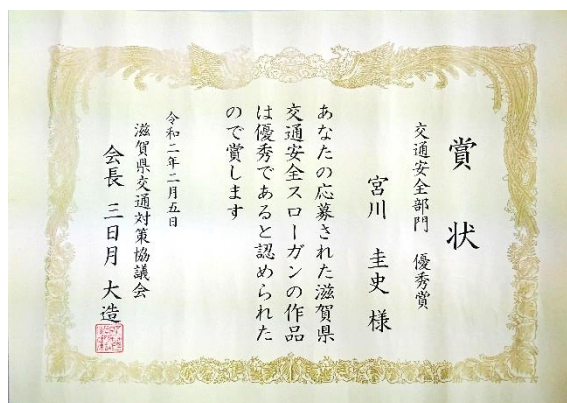 賞状
交通安全部門 優秀賞
宮川 圭史 様
あなたの応募された滋賀県
交通安全スローガンの作品
は優秀であると認められた
ので賞します
令和二年二月五日
滋賀県交通対策協議会
会長 三日月 大造